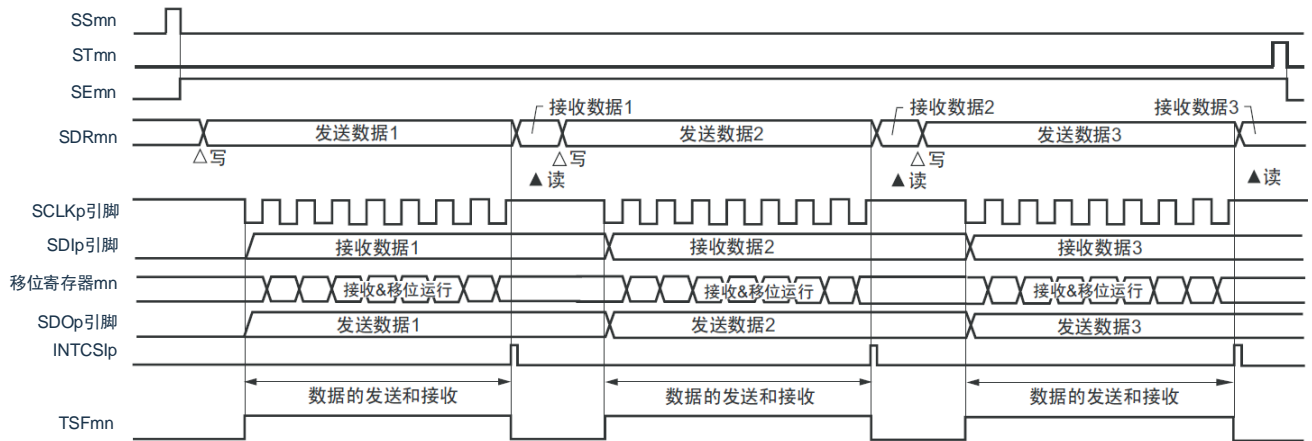 SSmn
STmn
SEmn
接收数据1 接收数据2 接收数据3
SDRmn 发送数据1 发送数据2 发送数据3
△写 △写 △写
▲读 ▲读 ▲读
SCLKp引脚
SDIp引脚 接收数据1 接收数据2 接收数据3
移位寄存器mn 接收&移位运行 接收&移位运行 接收&移位运行
SDOp引脚 发送数据1 发送数据2 发送数据3
INTCSIp
数据的发送和接收 数据的发送和接收 数据的发送和接收
TSFmn